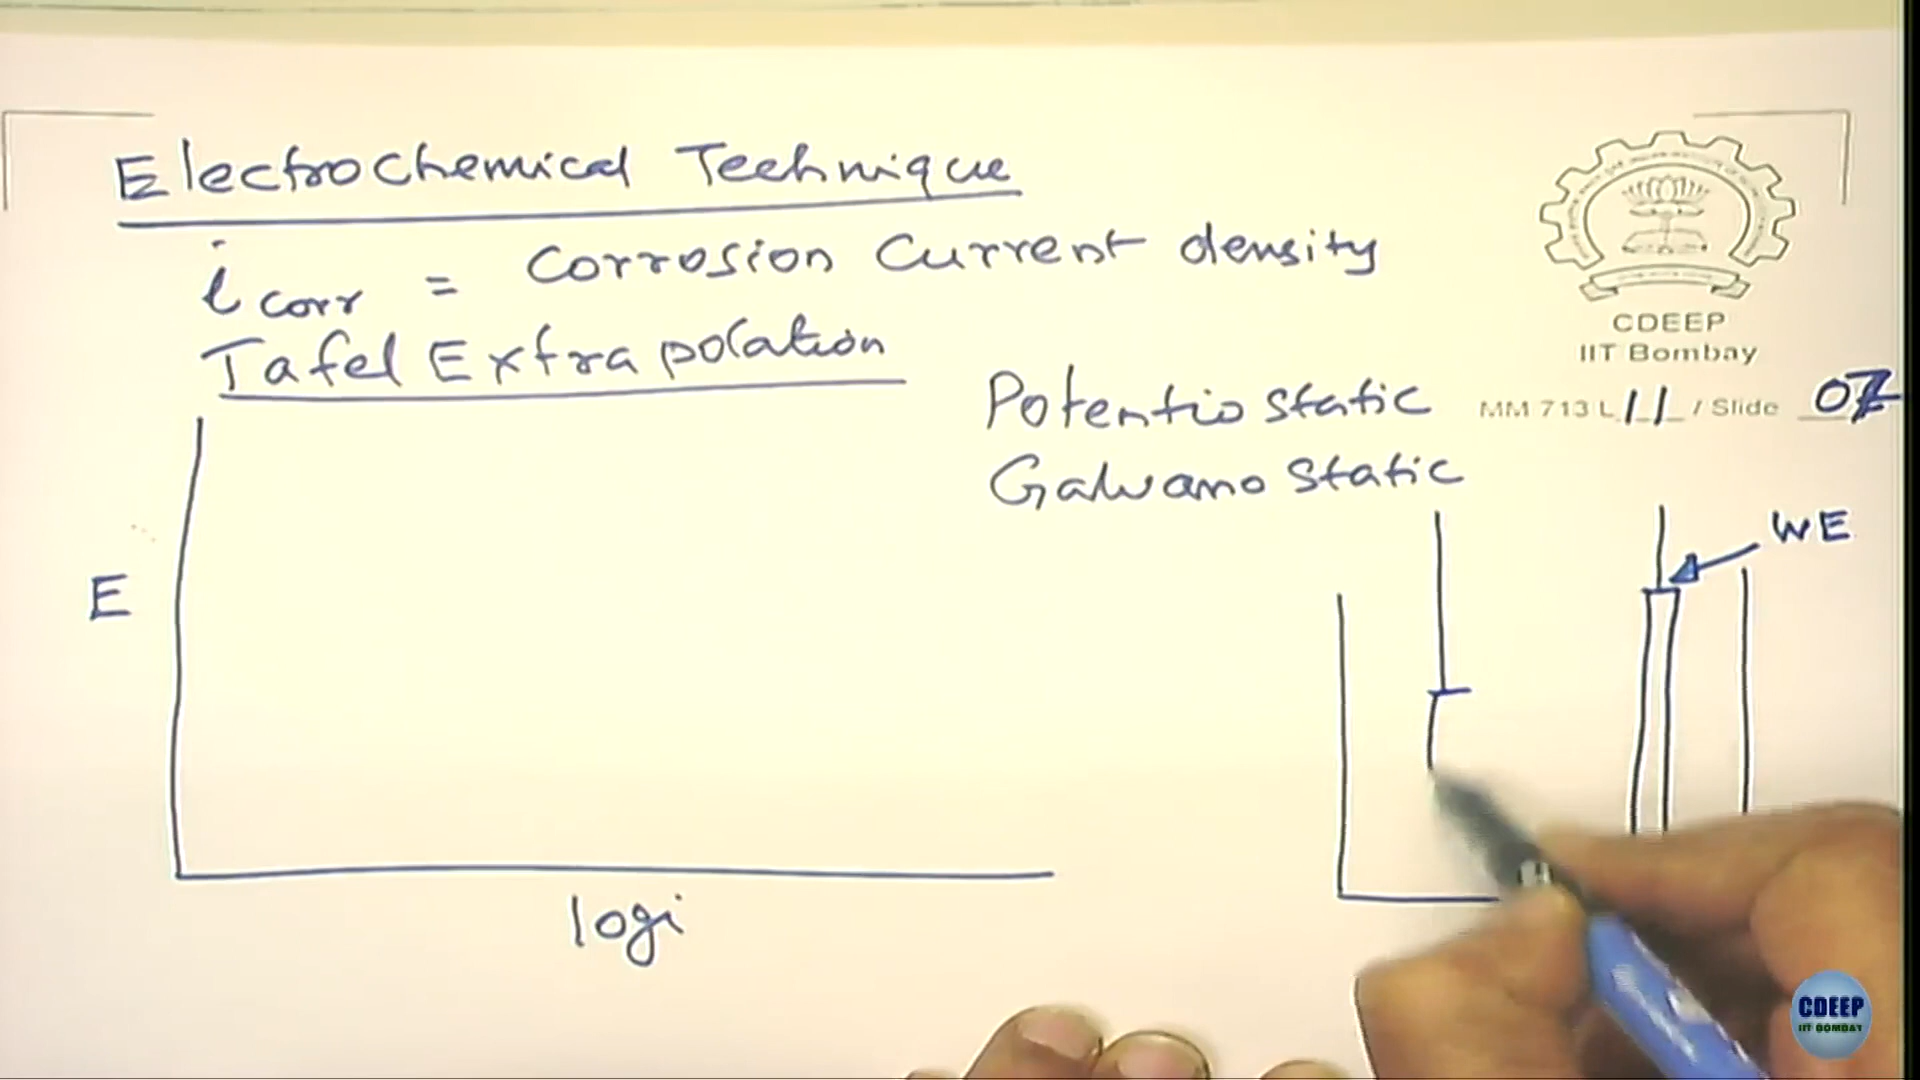 Electrochemical Technique
i corr = Corrosion Current density
Tafel Extrapolation
Potentiostatic
Galvanostatic
CDEEP
IIT Bombay
MM 713 L 11 / Slide 07
WE
E
log i
CDEEP
IIT BOMBAY